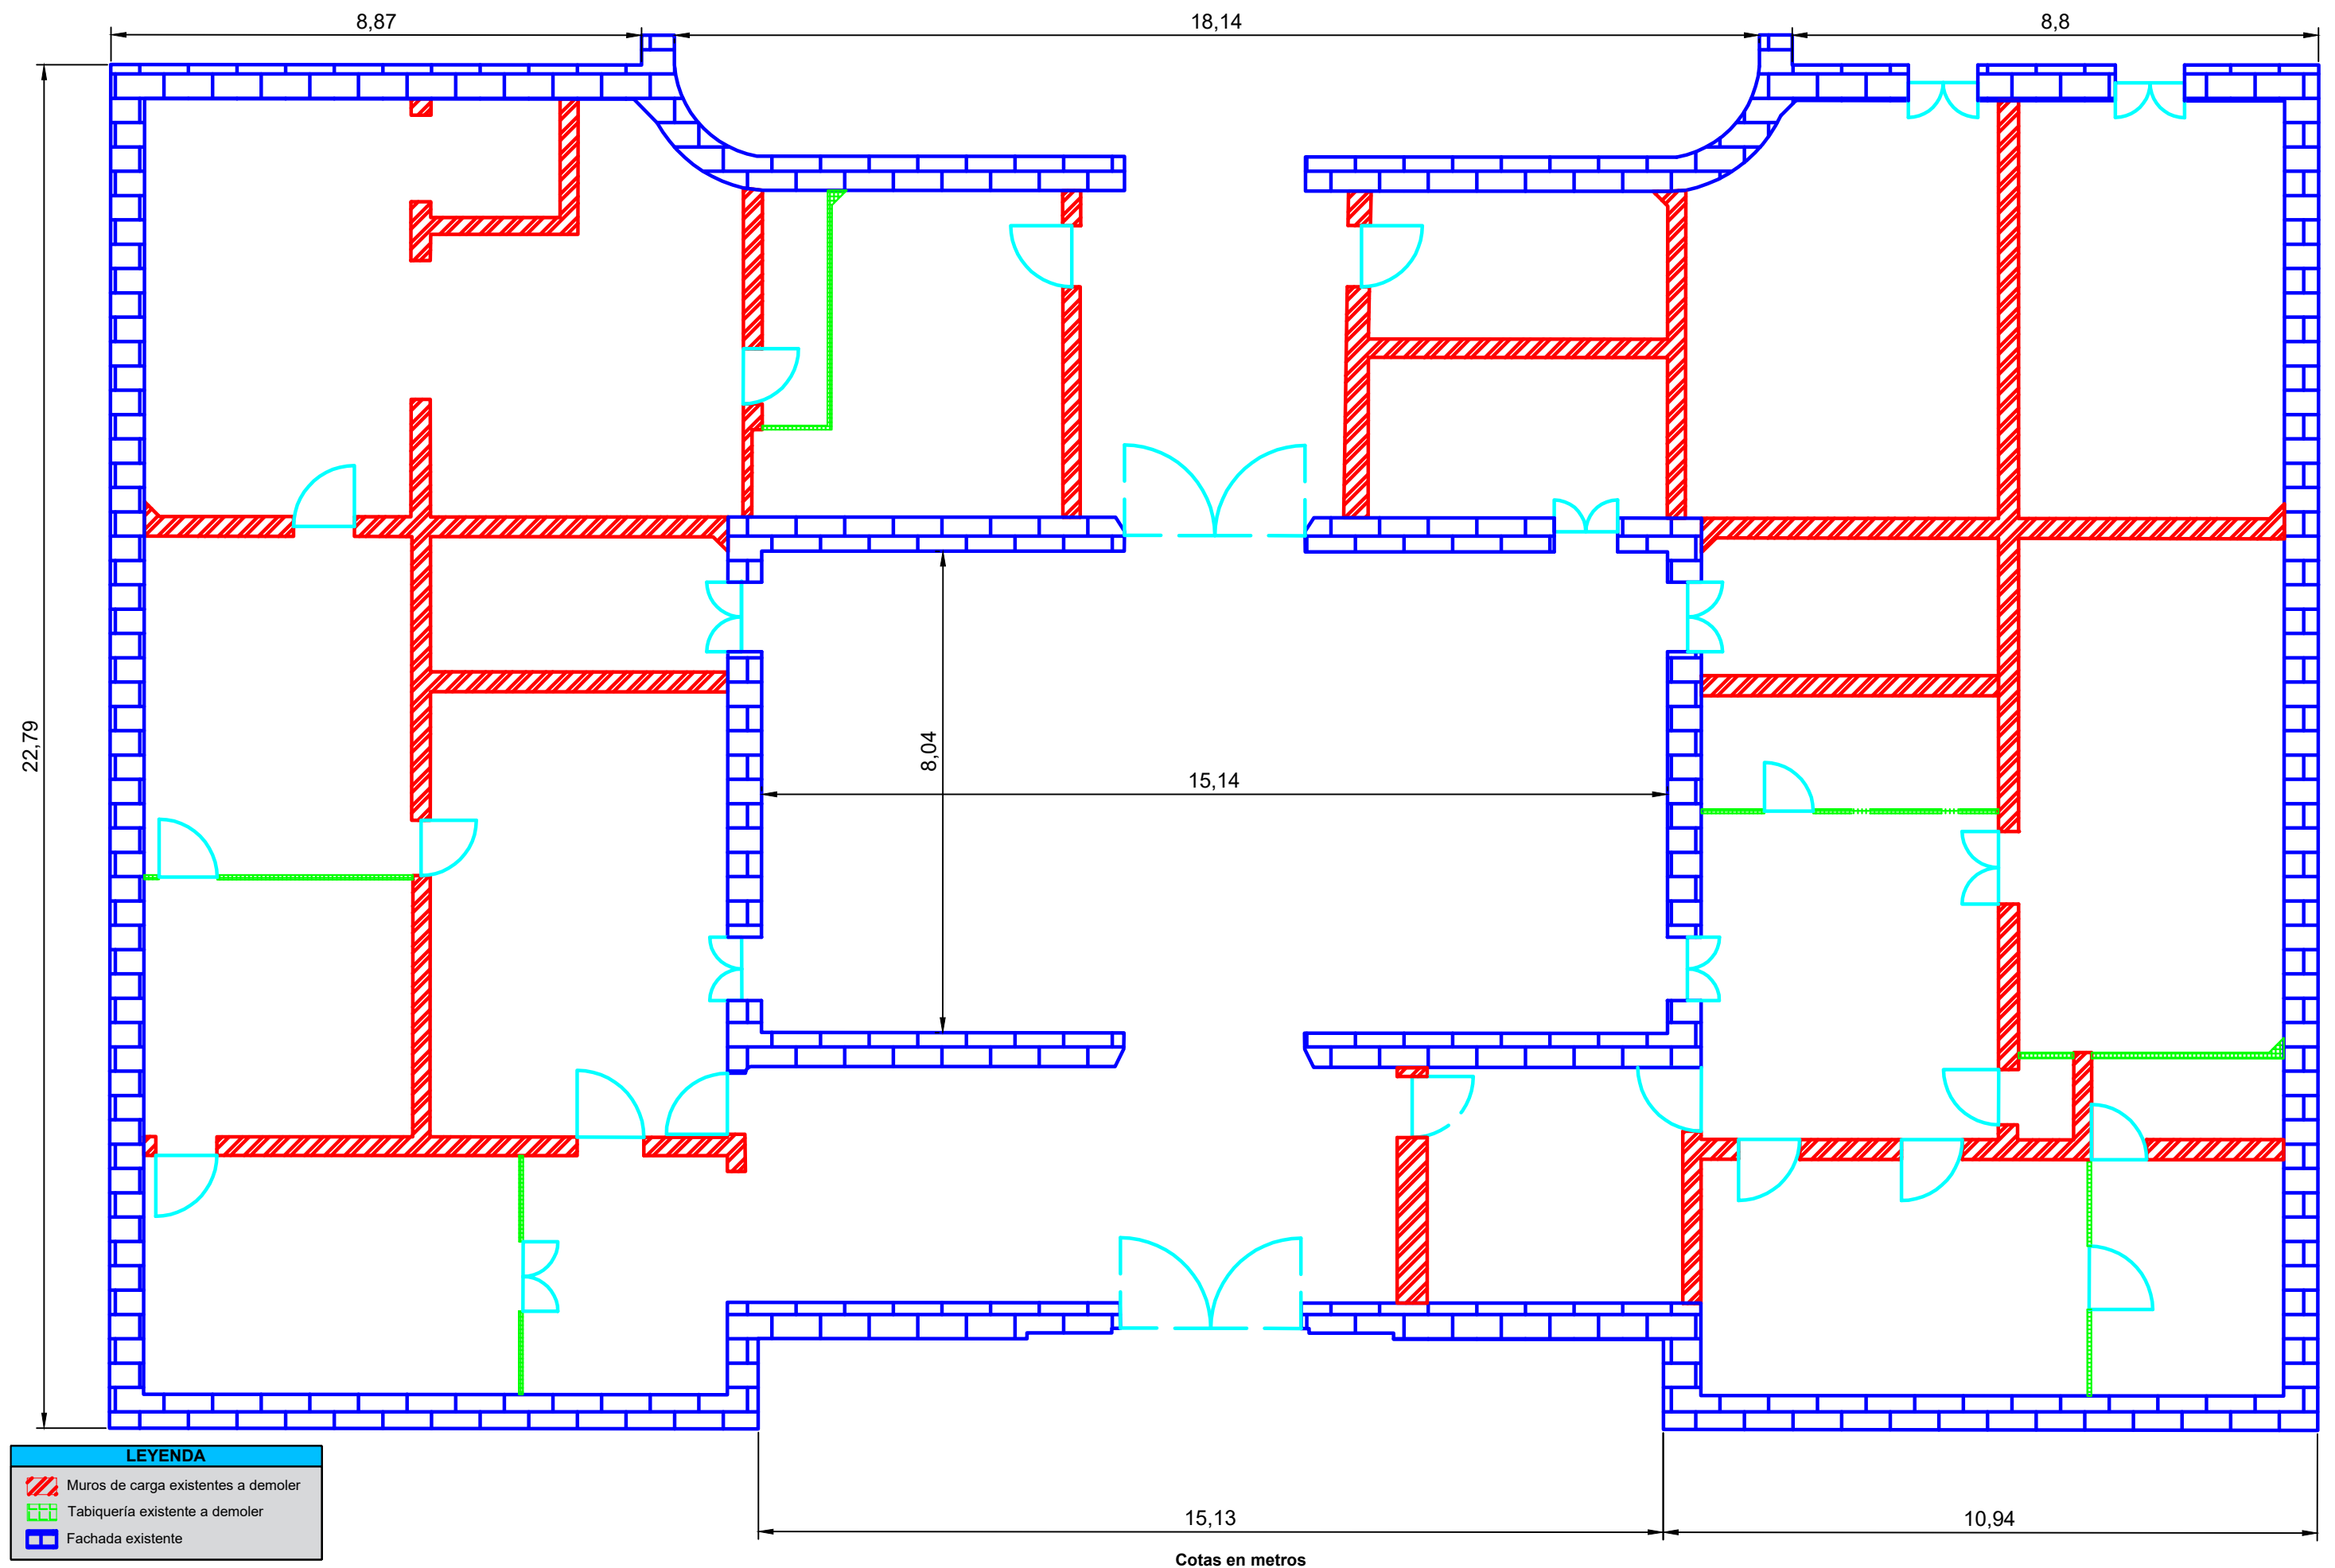 8,87
18,14
8,8
22,79
8,04
15,14
LEYENDA
Muros de carga existentes a demoler
Tabiquería existente a demoler
Fachada existente
15,13
10,94
Cotas en metros